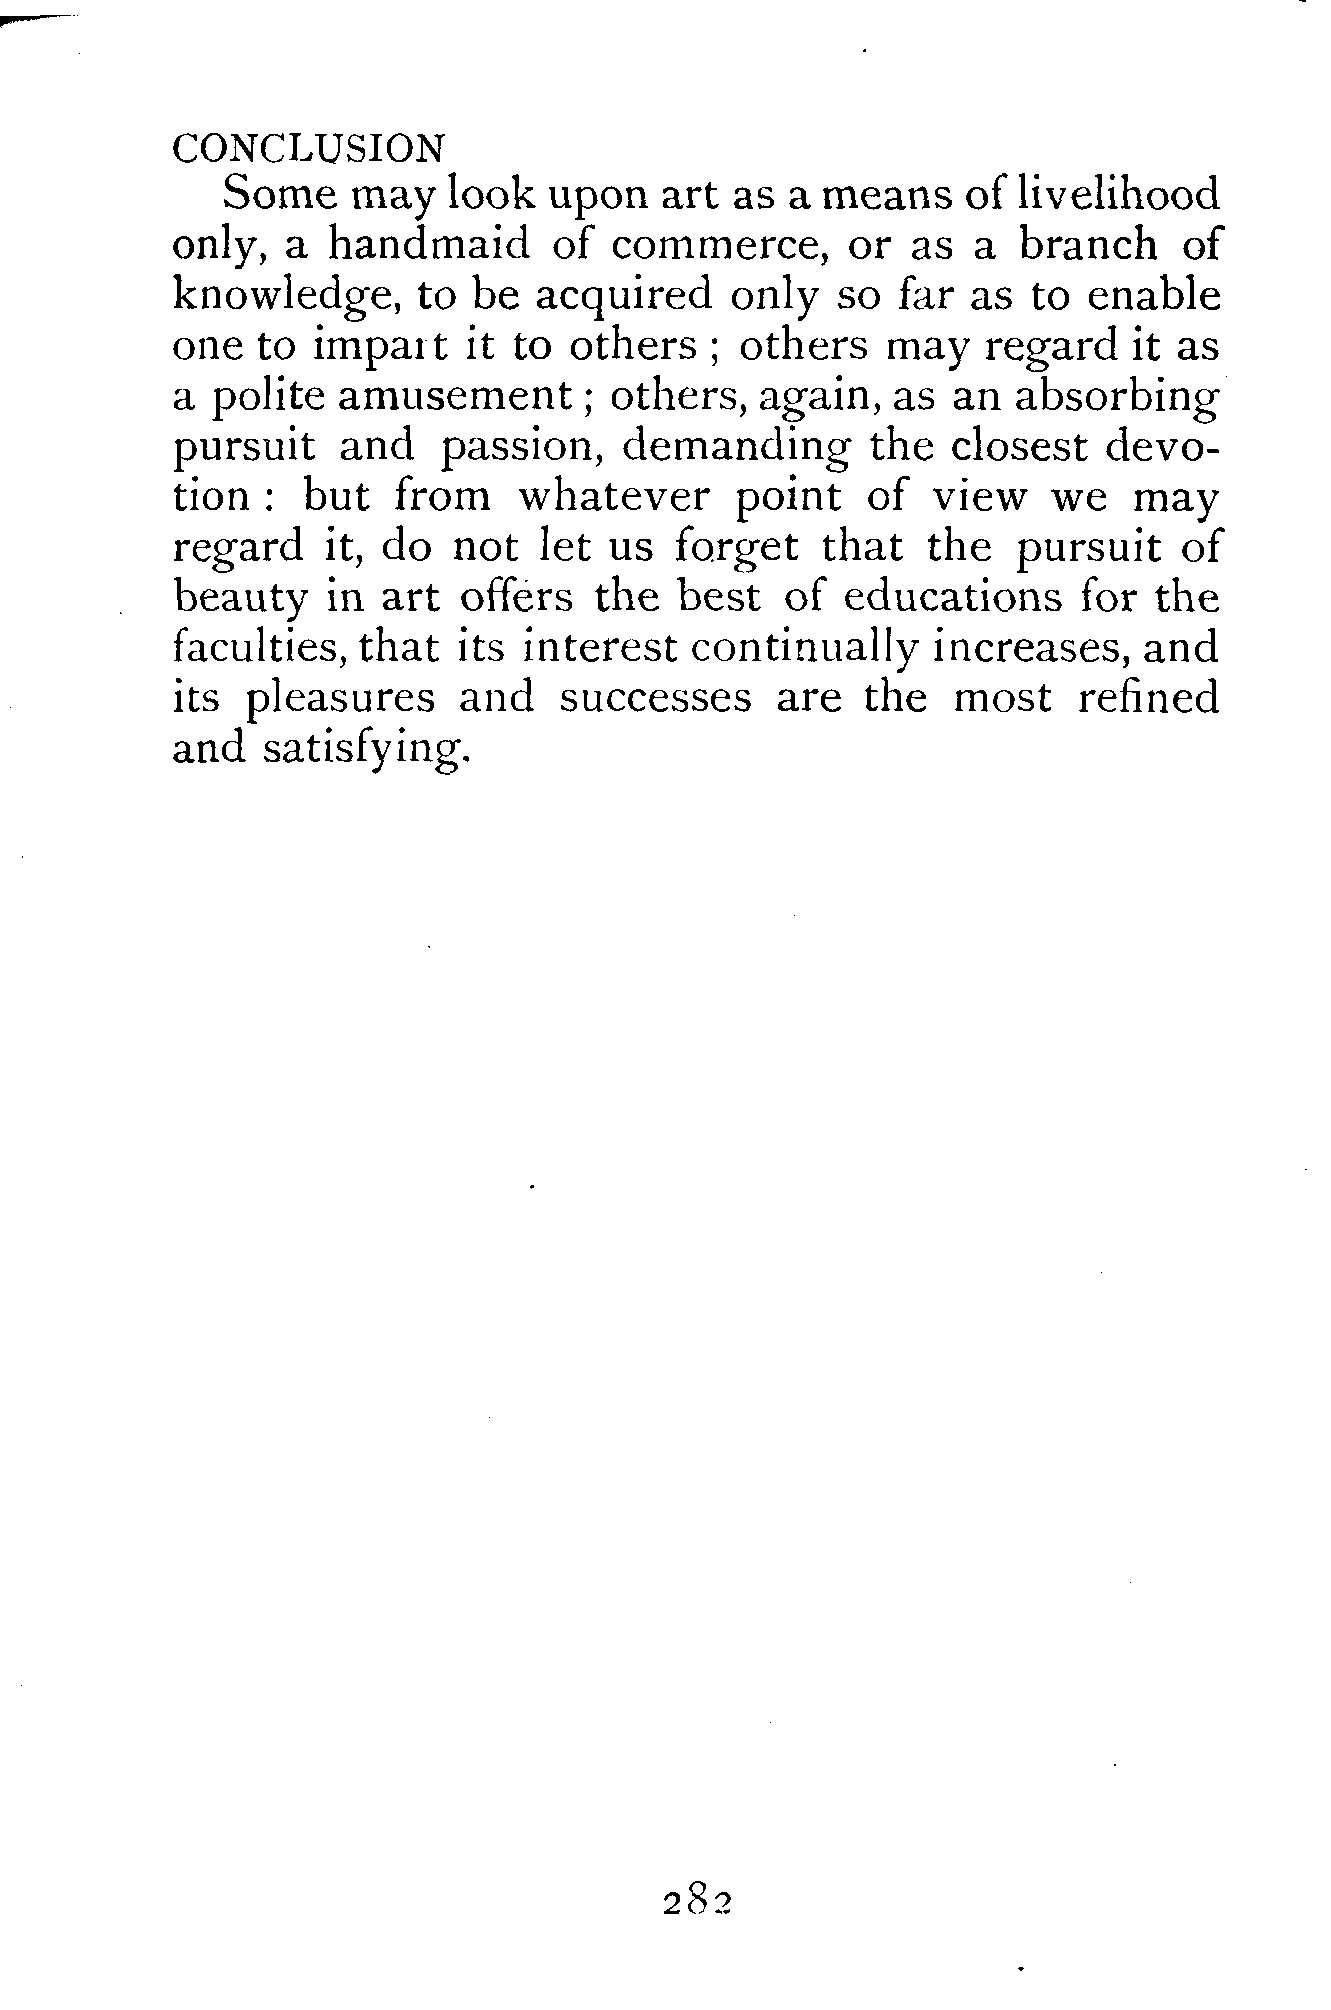 CONCLUSION
Some may look upon art as a means of livelihood
only, a handmaid of commerce, or as a branch of
knowledge, to be acquired only so far as to enable
one to impart it to others ; others may regard it as
a polite amusement ; others, again, as an absorbing
pursuit and passion, demanding the closest devo-
tion : but from whatever point of view we may
regard it, do not let us forget that the pursuit of
beauty in art offers the best of educations for the
faculties, that its interest continually increases, and
its pleasures and successes are the most refined
and satisfying.
282